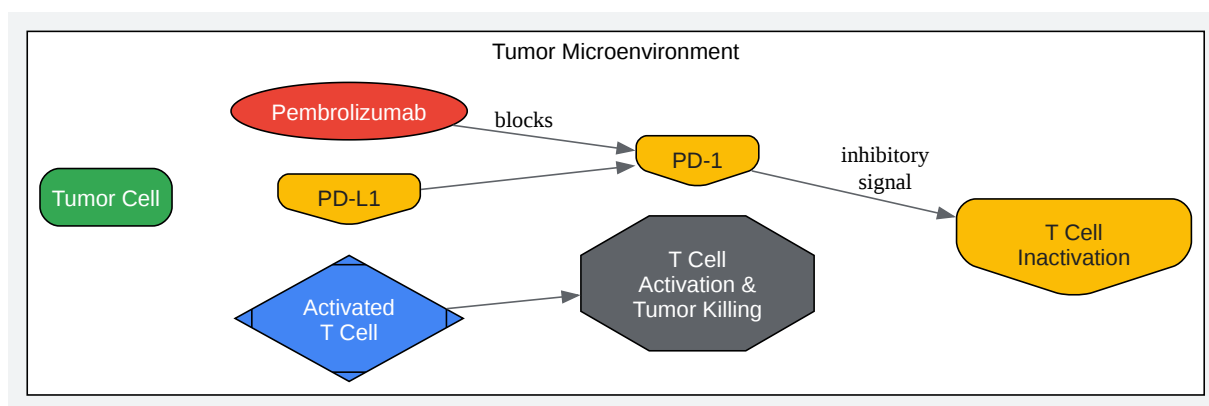 Tumor Microenvironment
Pembrolizumab
blocks
PD-1
inhibitory
signal
Tumor Cell
PD-L1
T Cell
Inactivation
T Cell
Activation &
Tumor Killing
Activated
T Cell